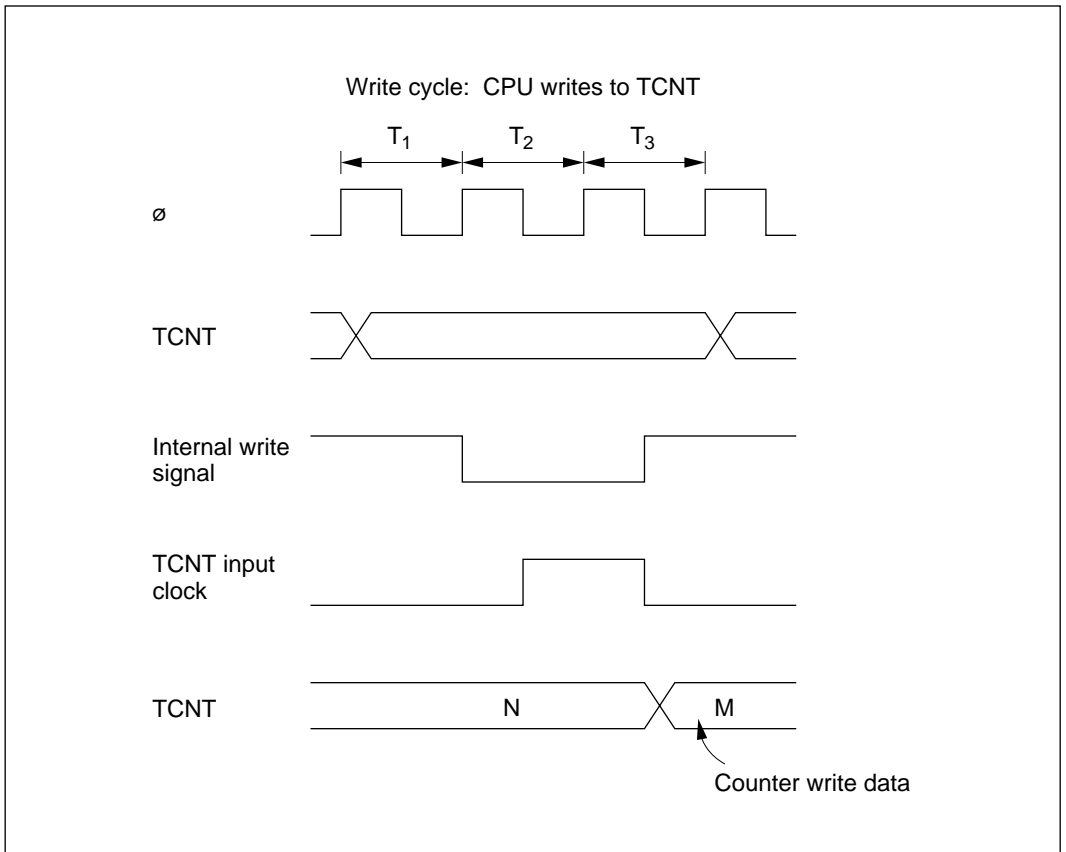 Write cycle: CPU writes to TCNT
T1 T2 T3
ø
TCNT
Internal write
signal
TCNT input
clock
TCNT N M
Counter write data